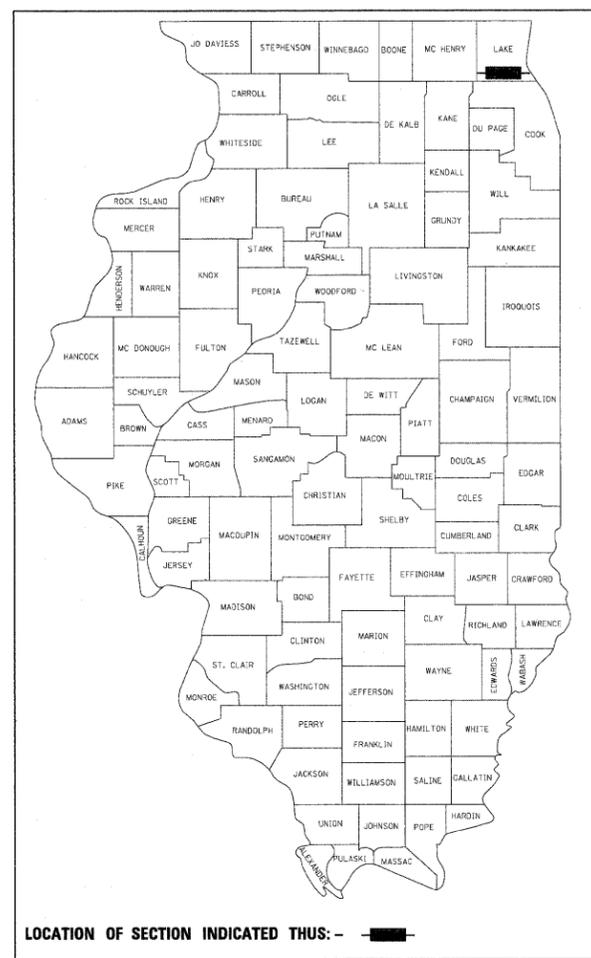 JO DAVIESS STEPHENSON WINNEBAGO BOONE MC HENRY LAKE
CARROLL OGLE DE KALB KANE DU PAGE COOK
WHITESIDE LEE
KENDALL WILL
ROCK ISLAND HENRY BUREAU LA SALLE GRUNDY
MERCER PUTNAM
STARK MARSHALL KANKAKEE
HENDERSON WARREN KNOX PEORIA WOODFORD LIVINGSTON IROQUOIS
HANCOCK MC DONOUGH FULTON TAZEWELL MC LEAN FORD
SCHUYLER MASON LOGAN DE WITT CHAMPAIGN VERMILION
ADAMS BROWN CASS MENARD MACON PIATT
PIKE SCOTT MORGAN SANGAMON CHRISTIAN MOULTRIE DOUGLAS EDGAR
COLES
CALHOUN GREENE MACOUPIN MONTGOMERY SHELBY CUMBERLAND CLARK
JERSEY FAYETTE EFFINGHAM JASPER CRAWFORD
MADISON BOND
CLINTON MARION CLAY RICHLAND LAWRENCE
ST. CLAIR WAYNE EDWARDS WABASH
MONROE WASHINGTON JEFFERSON
RANDOLPH PERRY HAMILTON WHITE
FRANKLIN
JACKSON WILLIAMSON SALINE GALLATIN
UNION JOHNSON POPE HARDIN
ALEXANDER PULASKI MASSAC
LOCATION OF SECTION INDICATED THUS: -